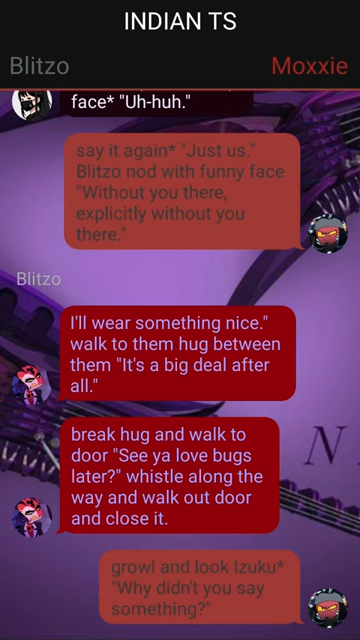 INDIAN TS
Blitzo
Moxxie
face* "Uh-huh."
say it again* "Just us."
Blitzo nod with funny face
"Without you there,
explicitly without you
there."
Blitzo
I'll wear something nice."
walk to them hug between
them "It's a big deal after
all."
break hug and walk to
door "See ya love bugs
later?" whistle along the
way and walk out door
and close it.
N
growl and look Izuku*
"Why didn't you say
something?"